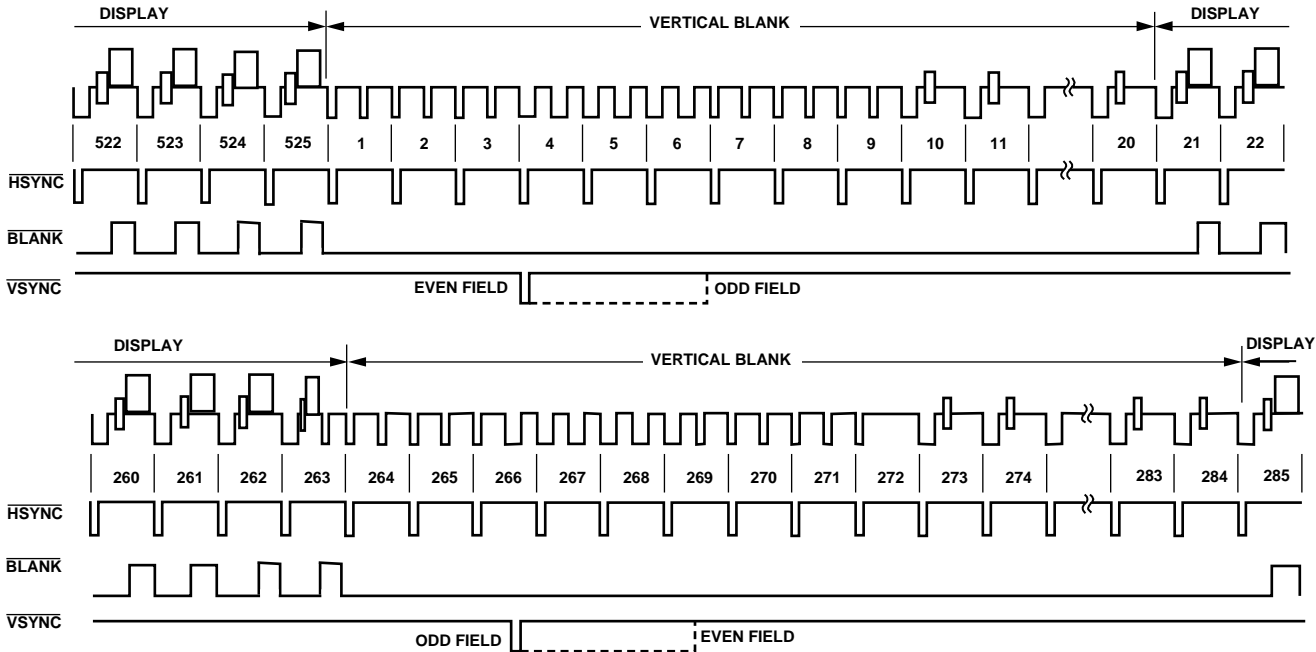 DISPLAY VERTICAL BLANK DISPLAY
522 523 524 525 1 2 3 4 5 6 7 8 9 10 11 20 21 22
HSYNC
BLANK
VSYNC
EVEN FIELD ODD FIELD
DISPLAY VERTICAL BLANK DISPLAY
260 261 262 263 264 265 266 267 268 269 270 271 272 273 274 283 284 285
HSYNC
BLANK
VSYNC
ODD FIELD EVEN FIELD